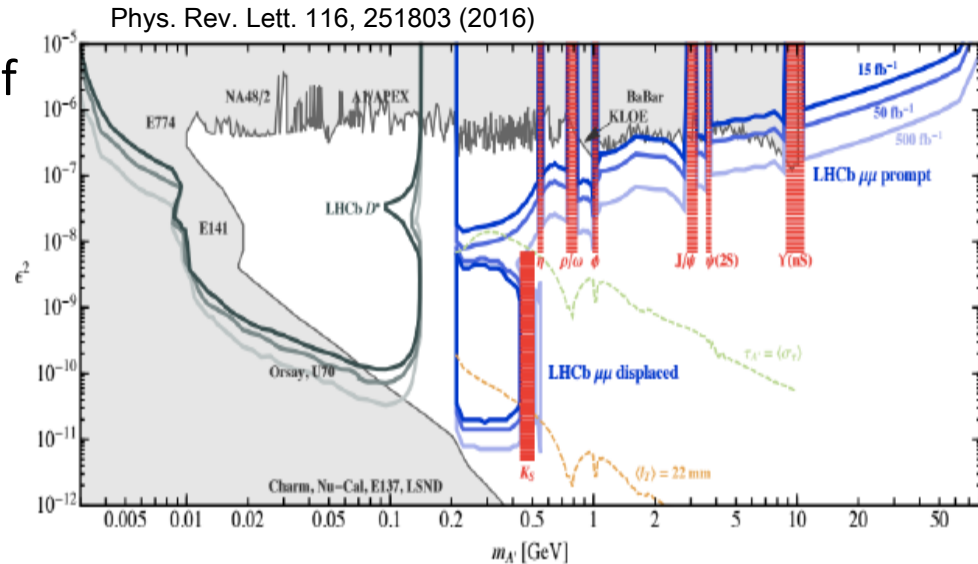 Phys. Rev. Lett. 116, 251803 (2016)
f
10⁻⁵
10⁻⁶
10⁻⁷
10⁻⁸
10⁻⁹
10⁻¹⁰
10⁻¹¹
10⁻¹²
ϵ²
NA48/2
A1/APEX
BaBar
KLOE
E774
E141
LHCb D*
15 fb⁻¹
50 fb⁻¹
500 fb⁻¹
LHCb μμ prompt
η
ρ/ω
ϕ
J/ψ
ψ(2S)
Υ(nS)
τ_A' = ⟨σ_τ⟩
Orsay, U70
LHCb μμ displaced
K_S
⟨l_T⟩ = 22 mm
Charm, Nu−Cal, E137, LSND
0.005 0.01 0.02 0.05 0.1 0.2 0.5 1 2 5 10 20 50
m_A' [GeV]